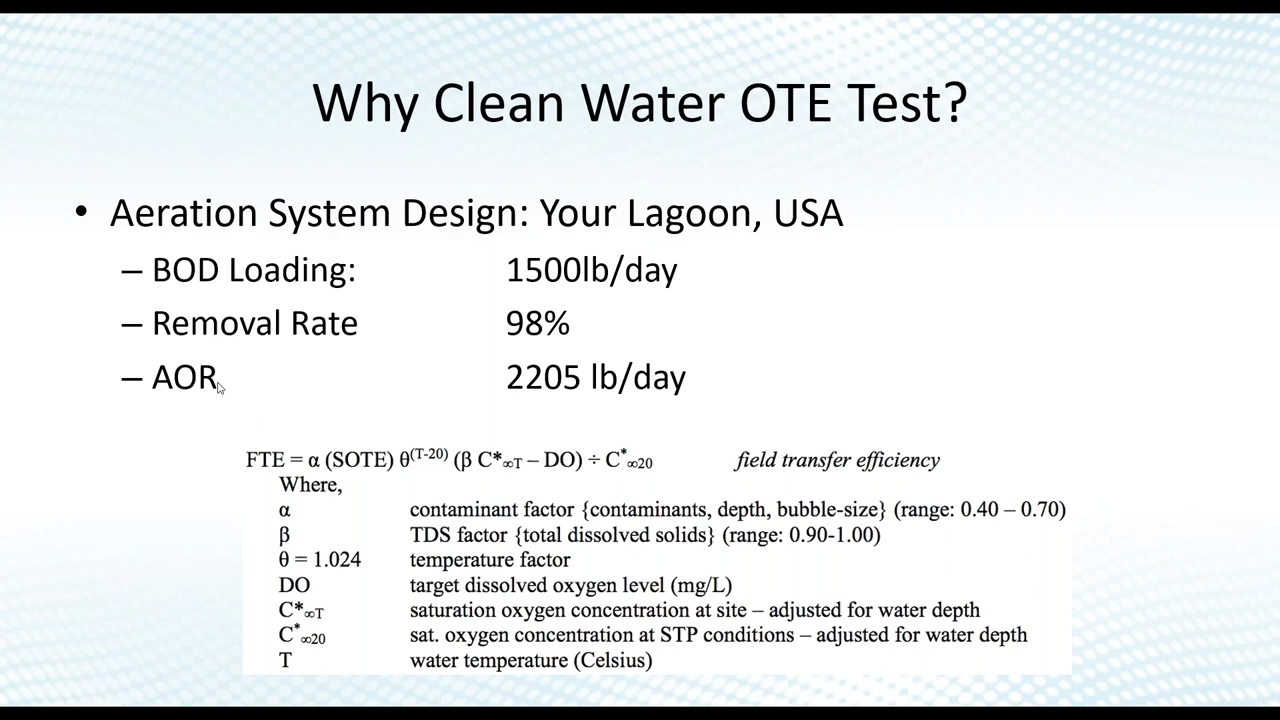 Why Clean Water OTE Test?
• Aeration System Design: Your Lagoon, USA
– BOD Loading: 1500lb/day
– Removal Rate 98%
– AOR 2205 lb/day
FTE = α (SOTE) θ^(T-20) (β C*∞T – DO) ÷ C*∞20 field transfer efficiency
Where,
α contaminant factor {contaminants, depth, bubble-size} (range: 0.40 – 0.70)
β TDS factor {total dissolved solids} (range: 0.90-1.00)
θ = 1.024 temperature factor
DO target dissolved oxygen level (mg/L)
C*∞T saturation oxygen concentration at site – adjusted for water depth
C*∞20 sat. oxygen concentration at STP conditions – adjusted for water depth
T water temperature (Celsius)